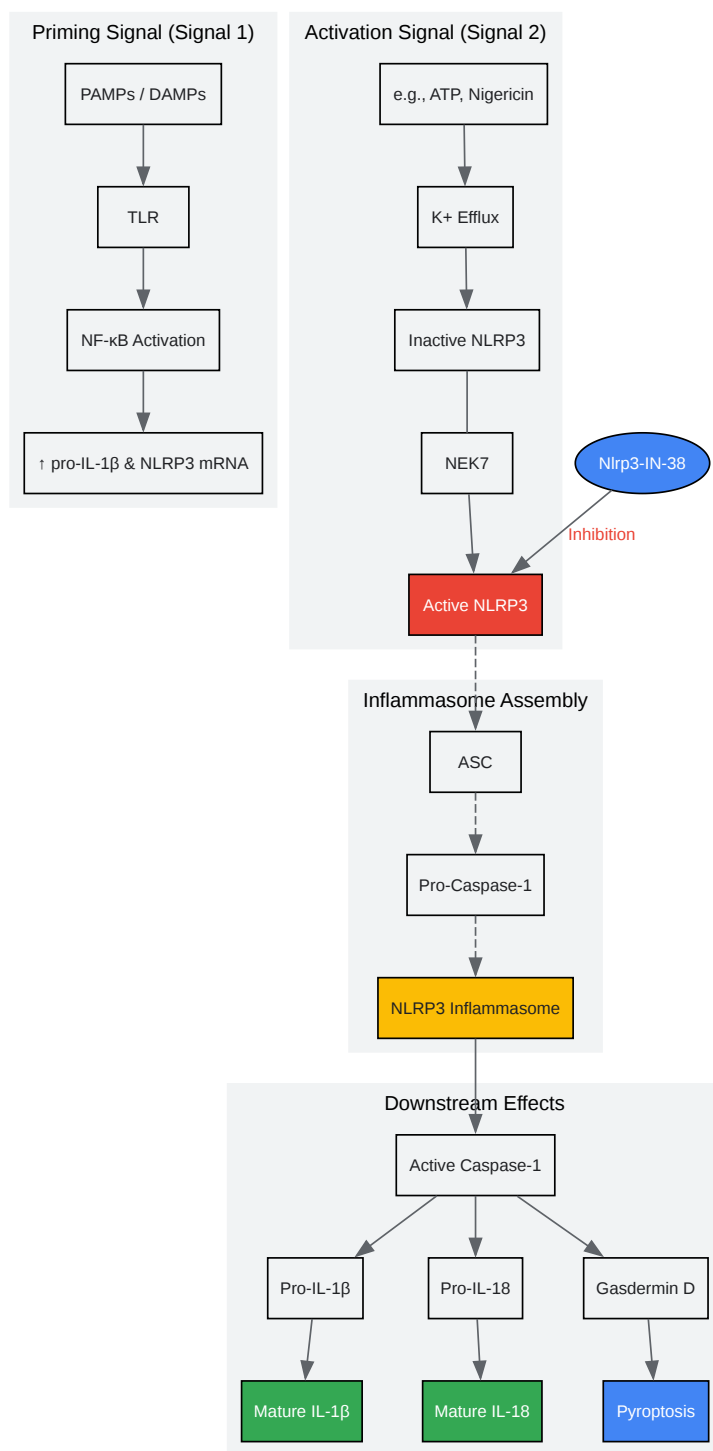 Priming Signal (Signal 1)
PAMPs / DAMPs
TLR
NF-κB Activation
↑ pro-IL-1β & NLRP3 mRNA
Activation Signal (Signal 2)
e.g., ATP, Nigericin
K+ Efflux
Inactive NLRP3
NEK7
Nlrp3-IN-38
Inhibition
Active NLRP3
Inflammasome Assembly
ASC
Pro-Caspase-1
NLRP3 Inflammasome
Downstream Effects
Active Caspase-1
Pro-IL-1β
Pro-IL-18
Gasdermin D
Mature IL-1β
Mature IL-18
Pyroptosis